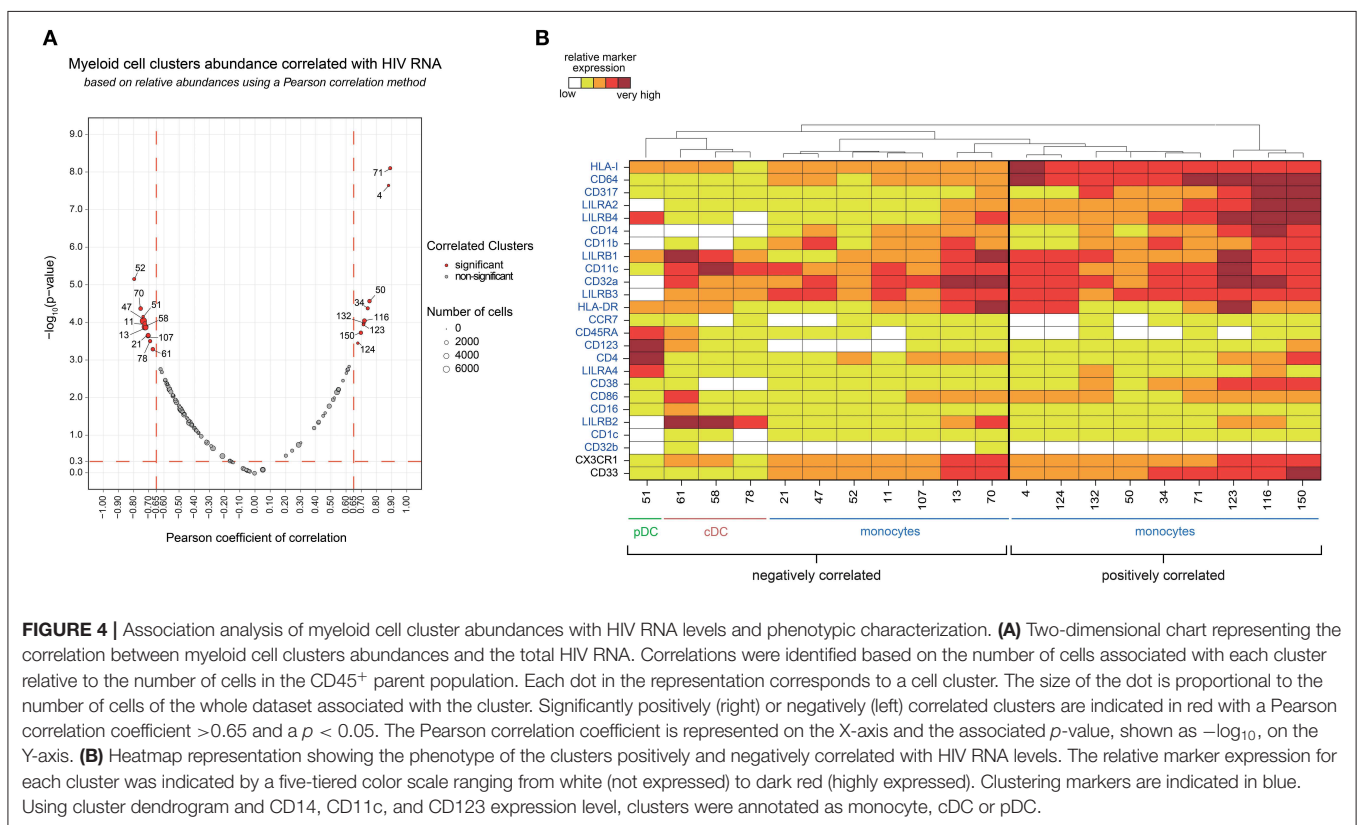 A
Myeloid cell clusters abundance correlated with HIV RNA
based on relative abundances using a Pearson correlation method
−log10(p−value)
9.0
8.0
7.0
6.0
5.0
4.0
3.0
2.0
1.0
0.3
0.0
71
4
52
70
47
51
11
58
13
21
107
78
61
50
34
132
116
123
150
124
−1.00
−0.90
−0.80
−0.70
−0.65
−0.60
−0.50
−0.40
−0.30
−0.20
−0.10
0.00
0.10
0.20
0.30
0.40
0.50
0.60
0.65
0.70
0.80
0.90
1.00
Pearson coefficient of correlation
Correlated Clusters
significant
non-significant
Number of cells
0
2000
4000
6000
B
relative marker
expression
low very high
HLA-I
CD64
CD317
LILRA2
LILRB4
CD14
CD11b
LILRB1
CD11c
CD32a
LILRB3
HLA-DR
CCR7
CD45RA
CD123
CD4
LILRA4
CD38
CD86
CD16
LILRB2
CD1c
CD32b
CX3CR1
CD33
51 61 58 78 21 47 52 11 107 13 70 4 124 132 50 34 71 123 116 150
pDC cDC monocytes monocytes
negatively correlated positively correlated
FIGURE 4 | Association analysis of myeloid cell cluster abundances with HIV RNA levels and phenotypic characterization. (A) Two-dimensional chart representing the
correlation between myeloid cell clusters abundances and the total HIV RNA. Correlations were identified based on the number of cells associated with each cluster
relative to the number of cells in the CD45+ parent population. Each dot in the representation corresponds to a cell cluster. The size of the dot is proportional to the
number of cells of the whole dataset associated with the cluster. Significantly positively (right) or negatively (left) correlated clusters are indicated in red with a Pearson
correlation coefficient >0.65 and a p < 0.05. The Pearson correlation coefficient is represented on the X-axis and the associated p-value, shown as −log10, on the
Y-axis. (B) Heatmap representation showing the phenotype of the clusters positively and negatively correlated with HIV RNA levels. The relative marker expression for
each cluster was indicated by a five-tiered color scale ranging from white (not expressed) to dark red (highly expressed). Clustering markers are indicated in blue.
Using cluster dendrogram and CD14, CD11c, and CD123 expression level, clusters were annotated as monocyte, cDC or pDC.